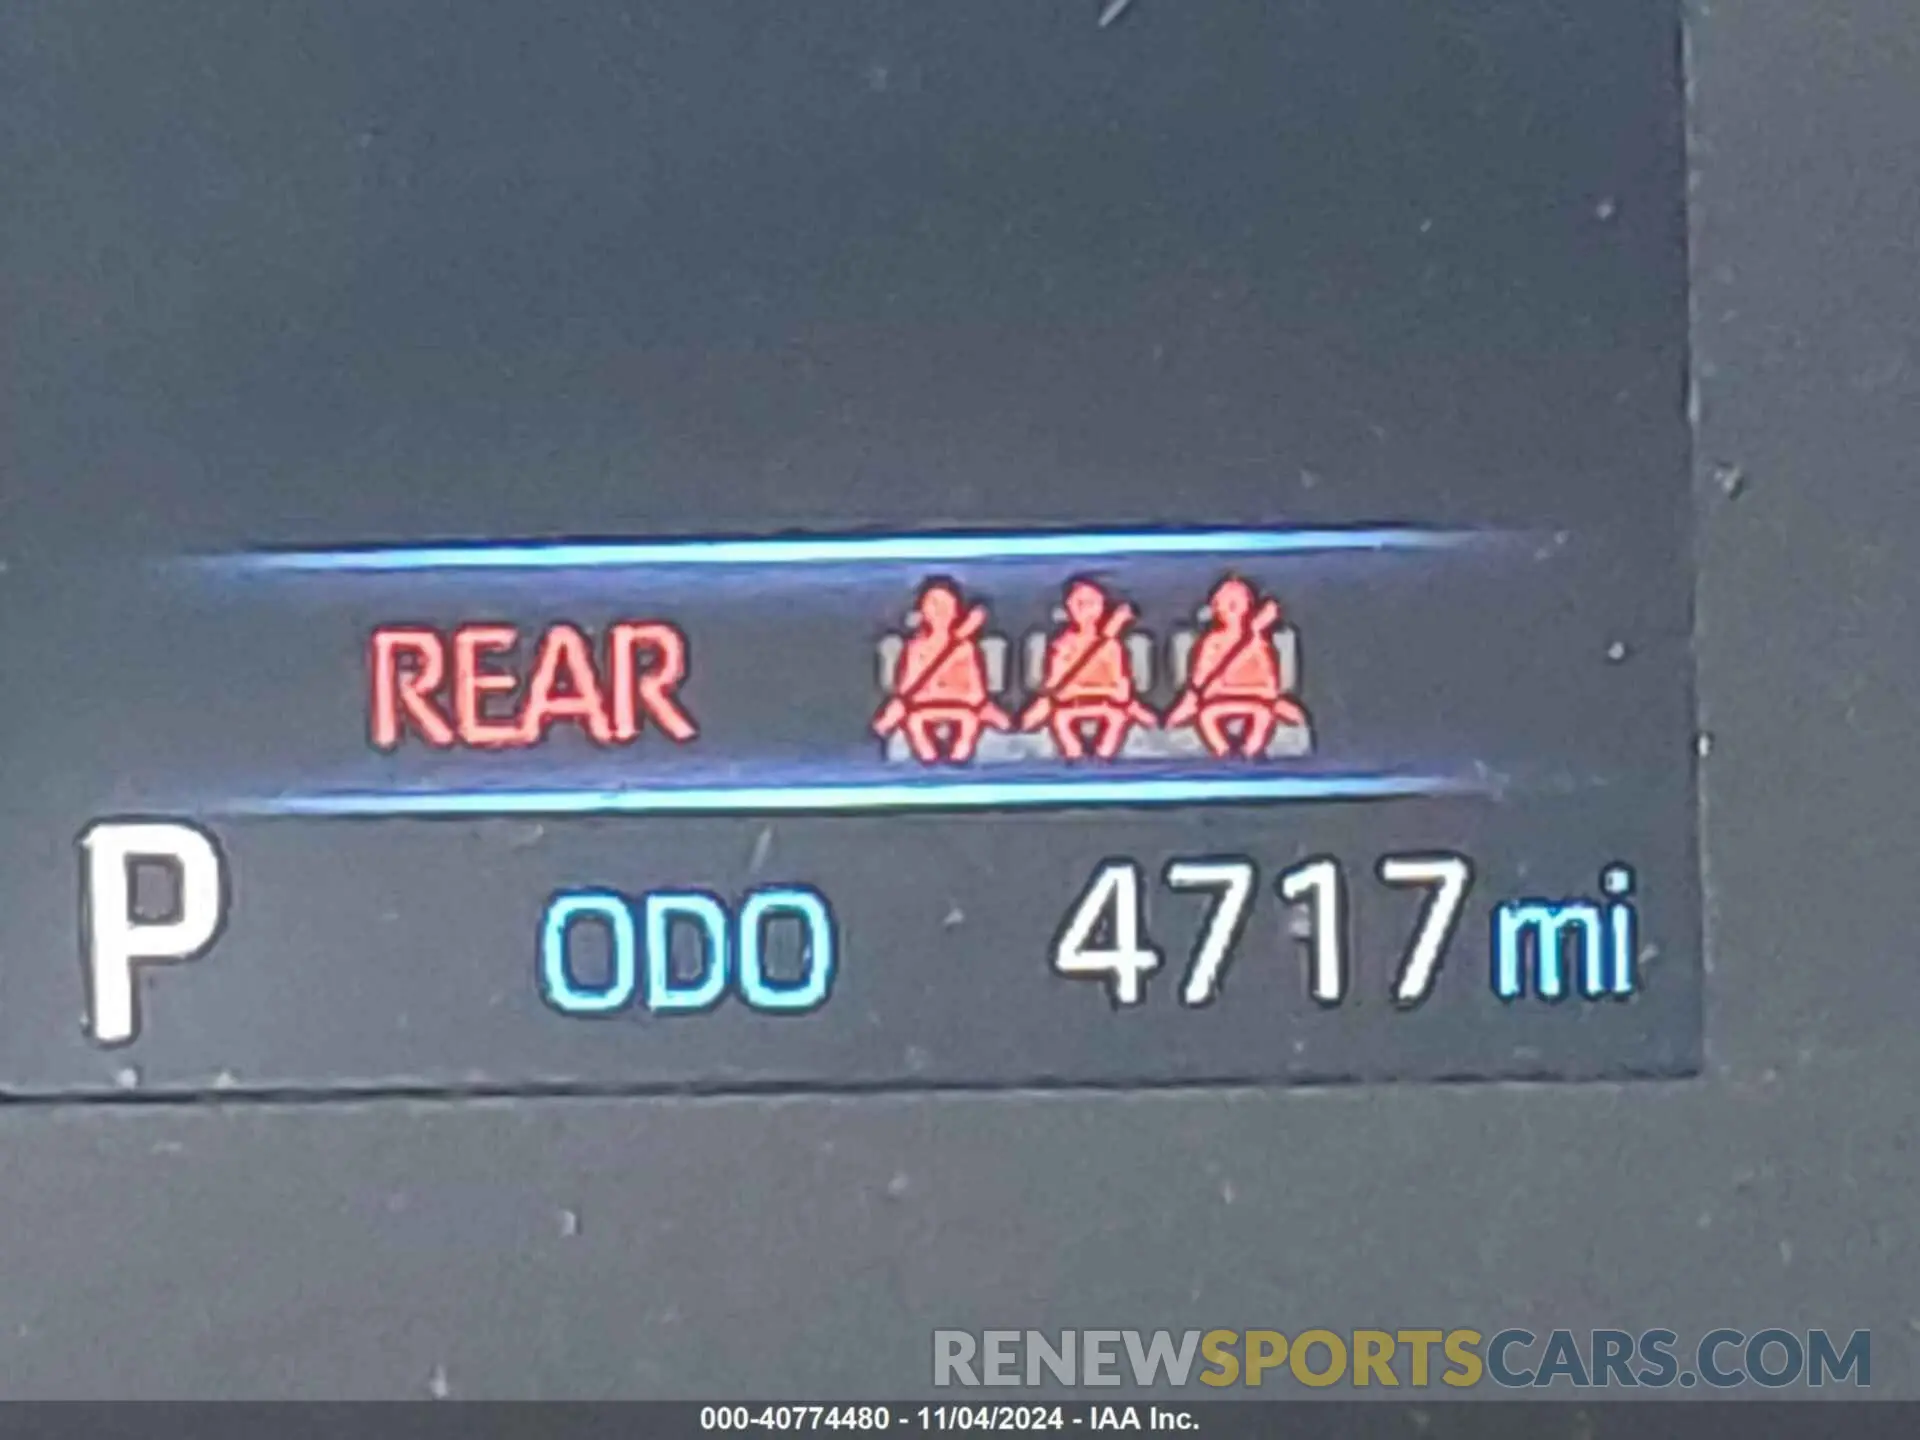 REAR
P ODO 4717 mi
RENEWSPORTSCARS.COM
000-40774480 - 11/04/2024 - IAA Inc.